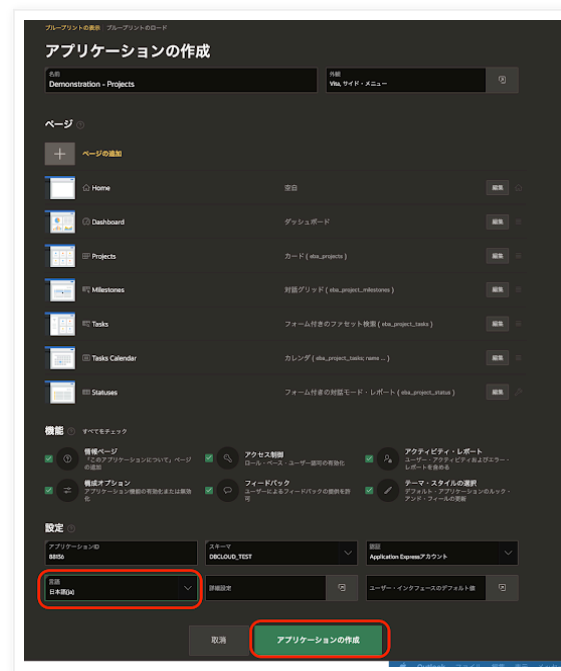 ブループリントの表示 ブループリントのロード
アプリケーションの作成
名前
Demonstration - Projects
外観
Vita, サイド・メニュー
ページ
ページの追加
Home 空白 編集
Dashboard ダッシュボード 編集
Projects カード ( eba_projects ) 編集
Milestones 対話グリッド ( eba_project_milestones ) 編集
Tasks フォーム付きのファセット検索 ( eba_project_tasks ) 編集
Tasks Calendar カレンダ ( eba_project_tasks; name ... ) 編集
Statuses フォーム付きの対話モード・レポート ( eba_project_status ) 編集
機能 すべてをチェック
情報ページ
「このアプリケーションについて」ページ
の追加
アクセス制御
ロール・ベース・ユーザー認可の有効化
アクティビティ・レポート
ユーザー・アクティビティおよびエラー・
レポートを含める
構成オプション
アプリケーション機能の有効化または無効
化
フィードバック
ユーザーによるフィードバックの提供を許
可
テーマ・スタイルの選択
デフォルト・アプリケーションのルック・
アンド・フィールの更新
設定
アプリケーションID
88156
スキーマ
OBCLOUD_TEST
認証
Application Expressアカウント
言語
日本語(ja)
詳細設定
ユーザー・インタフェースのデフォルト値
取消
アプリケーションの作成